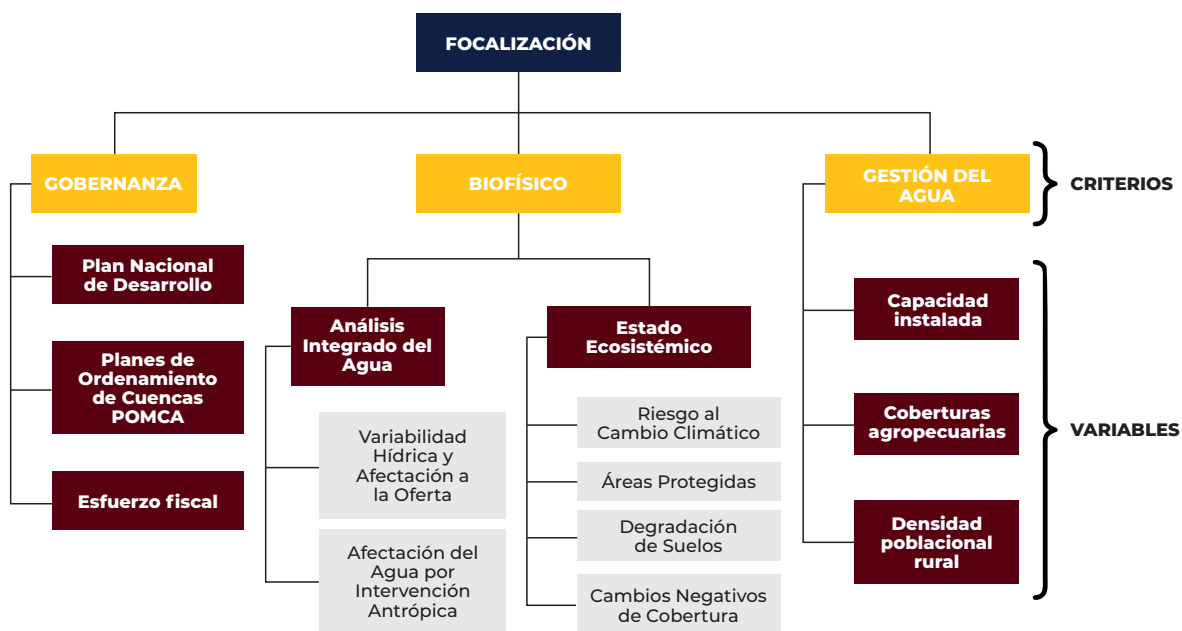 FOCALIZACIÓN
GOBERNANZA
BIOFÍSICO
GESTIÓN DEL
AGUA
CRITERIOS
Plan Nacional
de Desarrollo
Planes de
Ordenamiento
de Cuencas
POMCA
Esfuerzo fiscal
Análisis
Integrado del
Agua
Variabilidad
Hídrica y
Afectación a
la Oferta
Afectación del
Agua por
Intervención
Antrópica
Estado
Ecosistémico
Riesgo al
Cambio Climático
Áreas Protegidas
Degradación
de Suelos
Cambios Negativos
de Cobertura
Capacidad
instalada
Coberturas
agropecuarias
Densidad
poblacional
rural
VARIABLES